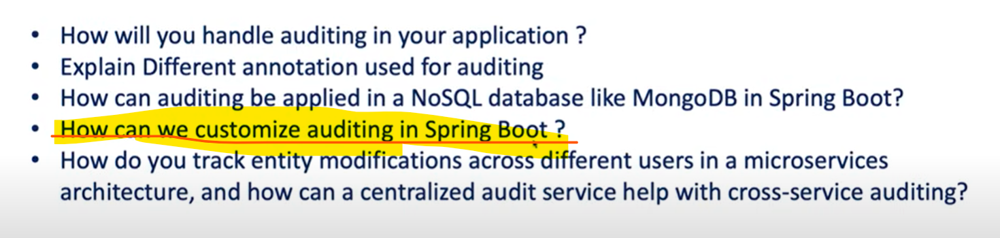 • How will you handle auditing in your application ?
• Explain Different annotation used for auditing
• How can auditing be applied in a NoSQL database like MongoDB in Spring Boot?
• How can we customize auditing in Spring Boot ?
• How do you track entity modifications across different users in a microservices
architecture, and how can a centralized audit service help with cross-service auditing?